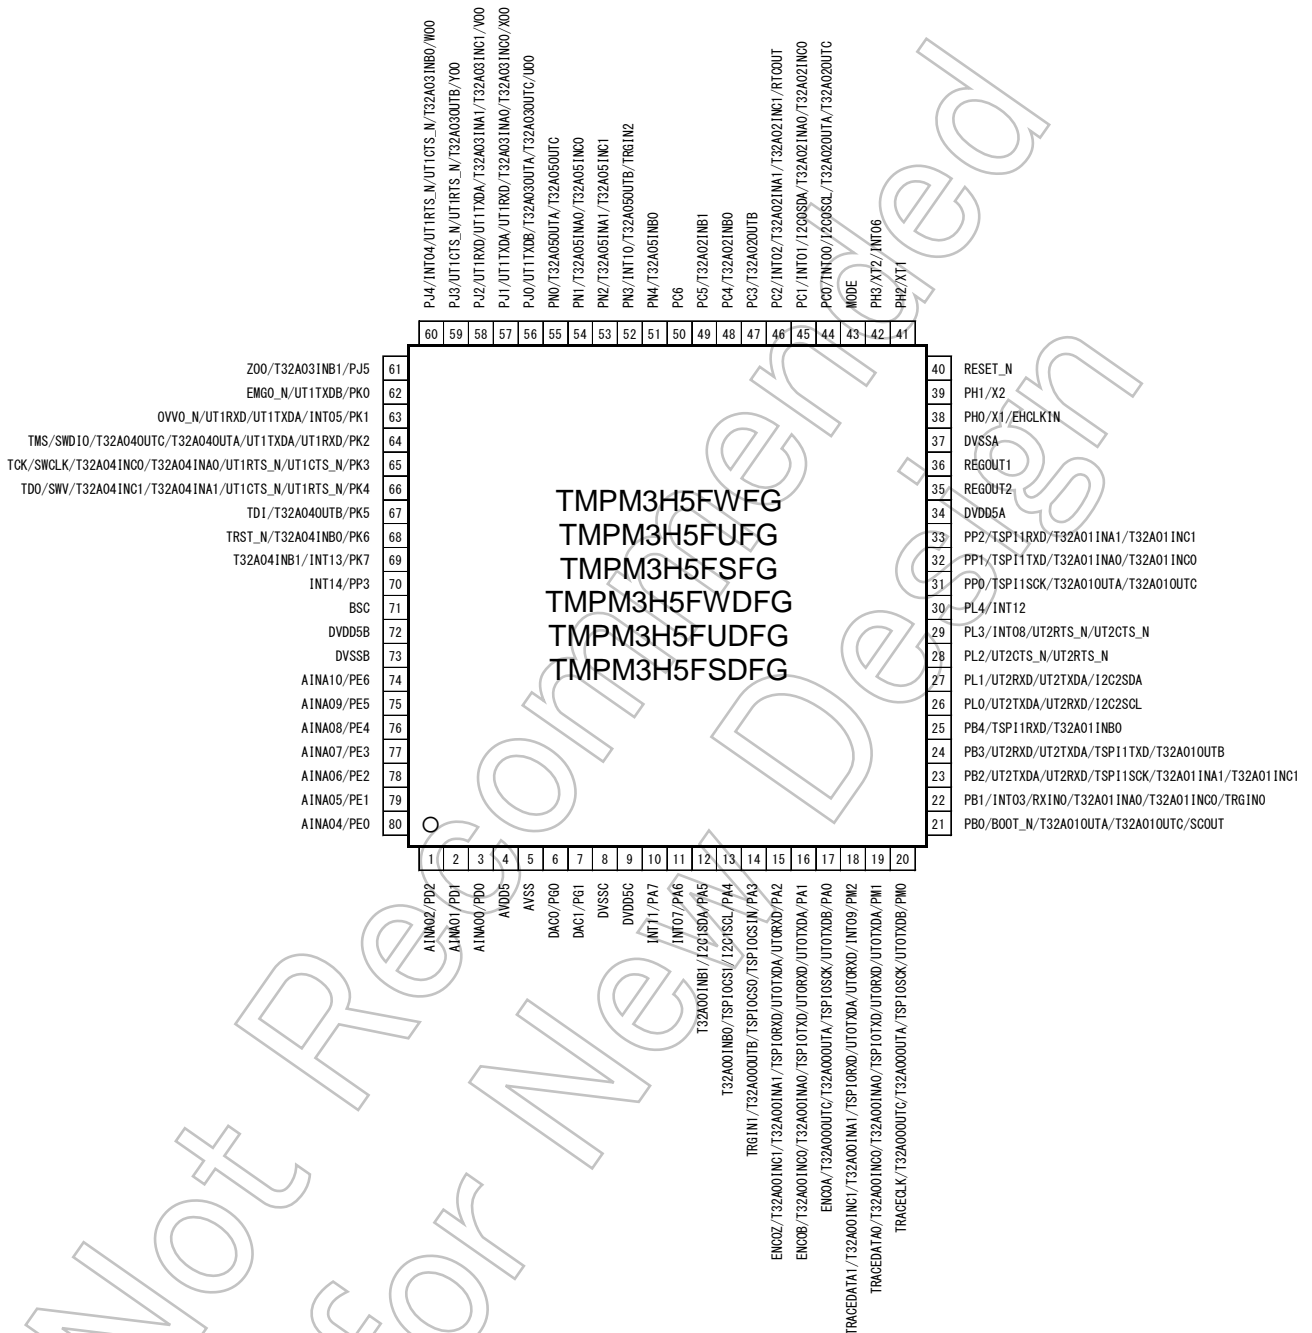 PJ4/INT04/UT1RTS_N/UT1CTS_N/T32A03INB0/WO0
PJ3/UT1CTS_N/UT1RTS_N/T32A03OUTB/YO0
PJ2/UT1RXD/UT1TXDA/T32A03INA1/T32A03INC1/VO0
PJ1/UT1TXDA/UT1RXD/T32A03INA0/T32A03INC0/XO0
PJ0/UT1TXDB/T32A03OUTA/T32A03OUTC/UO0
PN0/T32A05OUTA/T32A05OUTC
PN1/T32A05INA0/T32A05INC0
PN2/T32A05INA1/T32A05INC1
PN3/INT10/T32A05OUTB/TRGIN2
PN4/T32A05INB0
PC6
PC5/T32A02INB1
PC4/T32A02INB0
PC3/T32A02OUTB
PC2/INT02/T32A02INA1/T32A02INC1/RTCOUT
PC1/INT01/I2C0SDA/T32A02INA0/T32A02INC0
PC0/INT00/I2C0SCL/T32A02OUTA/T32A02OUTC
MODE
PH3/XT2/INT06
PH2/XT1
60 59 58 57 56 55 54 53 52 51 50 49 48 47 46 45 44 43 42 41
ZO0/T32A03INB1/PJ5 61
EMG0_N/UT1TXDB/PK0 62
OVV0_N/UT1RXD/UT1TXDA/INT05/PK1 63
TMS/SWDIO/T32A04OUTC/T32A04OUTA/UT1TXDA/UT1RXD/PK2 64
TCK/SWCLK/T32A04INC0/T32A04INA0/UT1RTS_N/UT1CTS_N/PK3 65
TDO/SWV/T32A04INC1/T32A04INA1/UT1CTS_N/UT1RTS_N/PK4 66
TDI/T32A04OUTB/PK5 67
TRST_N/T32A04INB0/PK6 68
T32A04INB1/INT13/PK7 69
INT14/PP3 70
BSC 71
DVDD5B 72
DVSSB 73
AINA10/PE6 74
AINA09/PE5 75
AINA08/PE4 76
AINA07/PE3 77
AINA06/PE2 78
AINA05/PE1 79
AINA04/PE0 80
TMPM3H5FWFG
TMPM3H5FUFG
TMPM3H5FSFG
TMPM3H5FWDFG
TMPM3H5FUDFG
TMPM3H5FSDFG
40 RESET_N
39 PH1/X2
38 PH0/X1/EHCLKIN
37 DVSSA
36 REGOUT1
35 REGOUT2
34 DVDD5A
33 PP2/TSPI1RXD/T32A01INA1/T32A01INC1
32 PP1/TSPI1TXD/T32A01INA0/T32A01INC0
31 PP0/TSPI1SCK/T32A01OUTA/T32A01OUTC
30 PL4/INT12
29 PL3/INT08/UT2RTS_N/UT2CTS_N
28 PL2/UT2CTS_N/UT2RTS_N
27 PL1/UT2RXD/UT2TXDA/I2C2SDA
26 PL0/UT2TXDA/UT2RXD/I2C2SCL
25 PB4/TSPI1RXD/T32A01INB0
24 PB3/UT2RXD/UT2TXDA/TSPI1TXD/T32A01OUTB
23 PB2/UT2TXDA/UT2RXD/TSPI1SCK/T32A01INA1/T32A01INC1
22 PB1/INT03/RXIN0/T32A01INA0/T32A01INC0/TRGIN0
21 PB0/BOOT_N/T32A01OUTA/T32A01OUTC/SCOUT
1 2 3 4 5 6 7 8 9 10 11 12 13 14 15 16 17 18 19 20
AINA02/PD2
AINA01/PD1
AINA00/PD0
AVDD5
AVSS
DAC0/PG0
DAC1/PG1
DVSSC
DVDD5C
INT11/PA7
INT07/PA6
T32A00INB1/I2C1SDA/PA5
T32A00INB0/TSPI0CS1/I2C1SCL/PA4
TRGIN1/T32A00OUTB/TSPI0CS0/TSPI0CSIN/PA3
ENC0Z/T32A00INC1/T32A00INA1/TSPI0RXD/UT0TXDA/UT0RXD/PA2
ENC0B/T32A00INC0/T32A00INA0/TSPI0TXD/UT0RXD/UT0TXDA/PA1
ENC0A/T32A00OUTC/T32A00OUTA/TSPI0SCK/UT0TXDB/PA0
TRACEDATA1/T32A00INC1/T32A00INA1/TSPI0RXD/UT0TXDA/UT0RXD/INT09/PM2
TRACEDATA0/T32A00INC0/T32A00INA0/TSPI0TXD/UT0RXD/UT0TXDA/PM1
TRACECLK/T32A00OUTC/T32A00OUTA/TSPI0SCK/UT0TXDB/PM0
Not Recommended
for New Design